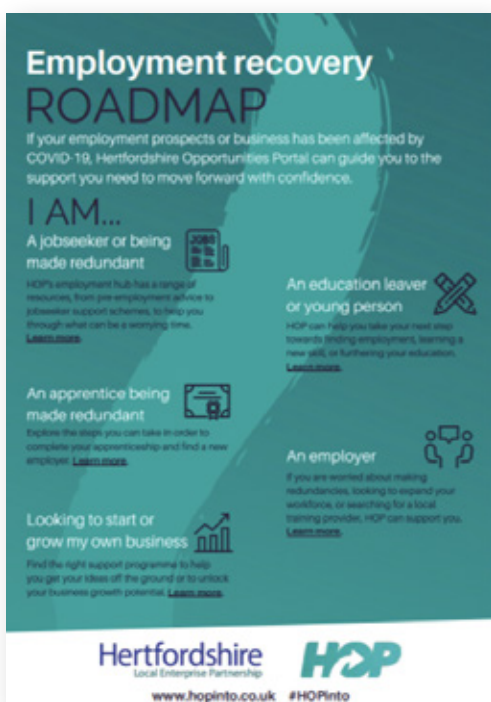 Employment recovery
ROADMAP
If your employment prospects or business has been affected by
COVID-19, Hertfordshire Opportunities Portal can guide you to the
support you need to move forward with confidence.
I AM...
A jobseeker or being
made redundant
JOBS
HOP's employment hub has a range of
resources, from pre-employment advice to
jobseeker support schemes, to help you
through what can be a worrying time.
Learn more.
An education leaver
or young person
HOP can help you take your next step
towards finding employment, learning a
new skill, or furthering your education.
Learn more.
An apprentice being
made redundant
Explore the steps you can take in order to
complete your apprenticeship and find a new
employer. Learn more.
An employer
If you are worried about making
redundancies, looking to expand your
workforce, or searching for a local
training provider, HOP can support you.
Learn more.
Looking to start or
grow my own business
Find the right support programme to help
you get your ideas off the ground or to unlock
your business growth potential. Learn more.
Hertfordshire
Local Enterprise Partnership
HOP
www.hopinto.co.uk #HOPinto